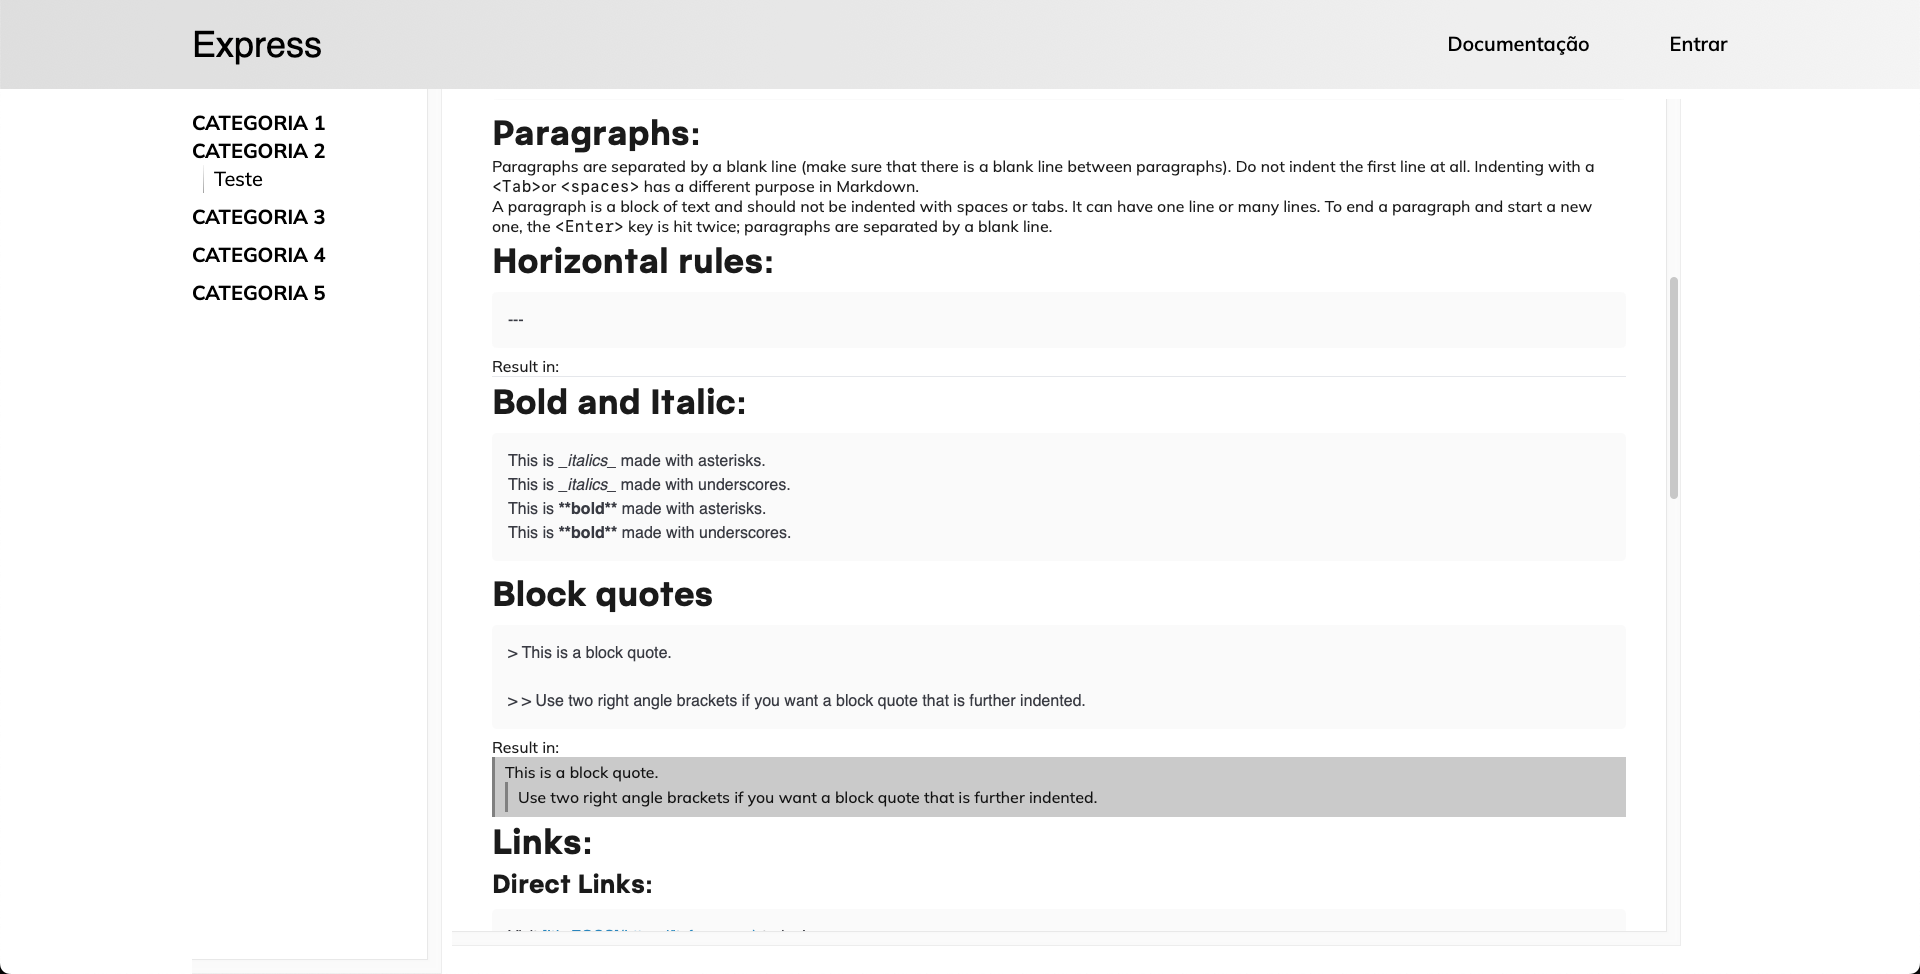 Express
Documentação
Entrar
CATEGORIA 1
CATEGORIA 2
Teste
CATEGORIA 3
CATEGORIA 4
CATEGORIA 5
Paragraphs:
Paragraphs are separated by a blank line (make sure that there is a blank line between paragraphs). Do not indent the first line at all. Indenting with a
<Tab>or <spaces> has a different purpose in Markdown.
A paragraph is a block of text and should not be indented with spaces or tabs. It can have one line or many lines. To end a paragraph and start a new
one, the <Enter> key is hit twice; paragraphs are separated by a blank line.
Horizontal rules:
---
Result in:
Bold and Italic:
This is _italics_ made with asterisks.
This is _italics_ made with underscores.
This is **bold** made with asterisks.
This is **bold** made with underscores.
Block quotes
> This is a block quote.
> > Use two right angle brackets if you want a block quote that is further indented.
Result in:
This is a block quote.
Use two right angle brackets if you want a block quote that is further indented.
Links:
Direct Links: